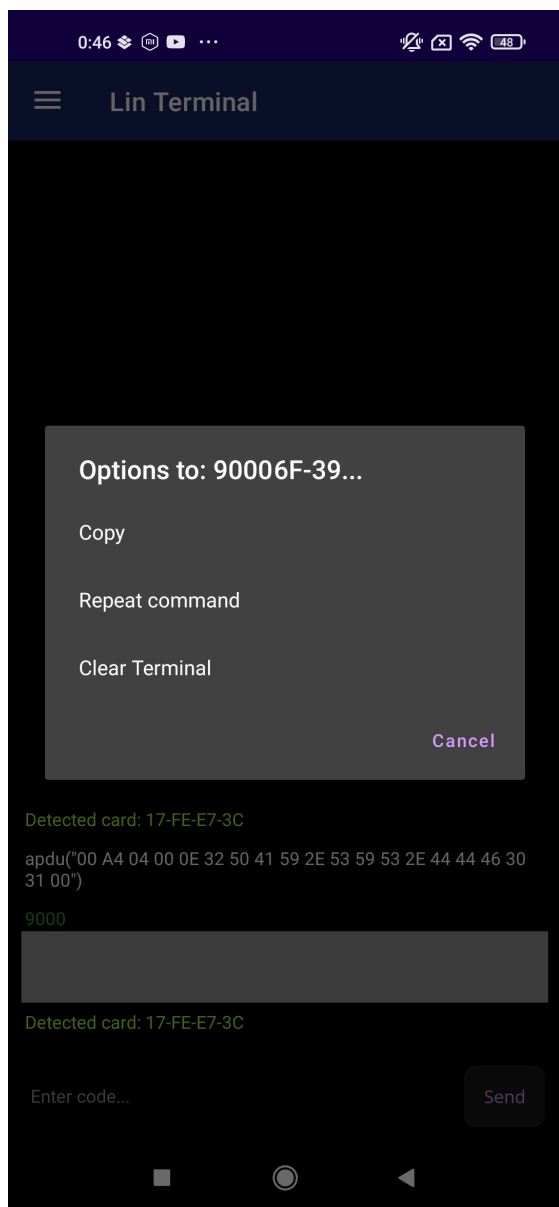 0:46 ... 48
Lin Terminal
Options to: 90006F-39...
Copy
Repeat command
Clear Terminal
Cancel
Detected card: 17-FE-E7-3C
apdu("00 A4 04 00 0E 32 50 41 59 2E 53 59 53 2E 44 44 46 30
31 00")
9000
Detected card: 17-FE-E7-3C
Enter code...
Send